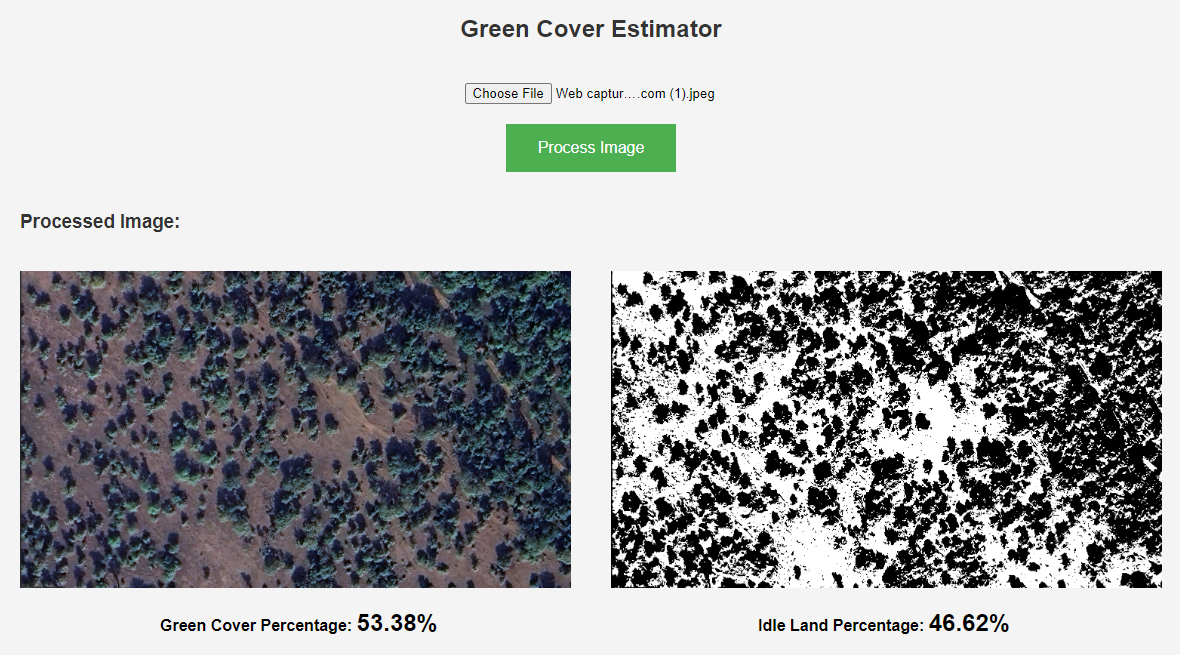 Green Cover Estimator
Choose File Web captur....com (1).jpeg
Process Image
Processed Image:
Green Cover Percentage: 53.38%
Idle Land Percentage: 46.62%